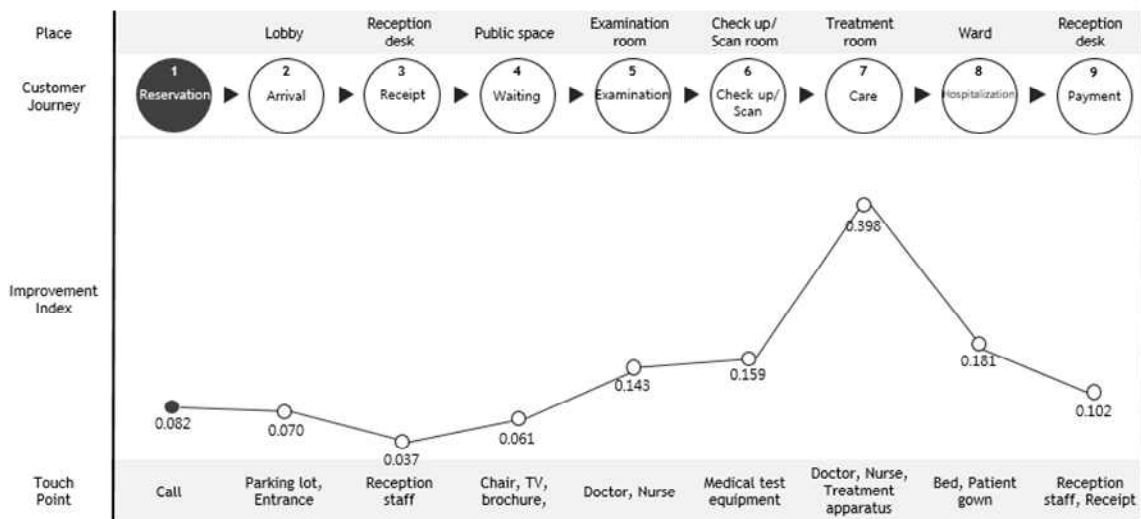 Place
Lobby
Reception
desk
Public space
Examination
room
Check up/
Scan room
Treatment
room
Ward
Reception
desk
Customer
Journey
1
Reservation
2
Arrival
3
Receipt
4
Waiting
5
Examination
6
Check up/
Scan
7
Care
8
Hospitalization
9
Payment
Improvement
Index
0.082
0.070
0.037
0.061
0.143
0.159
0.398
0.181
0.102
Touch
Point
Call
Parking lot,
Entrance
Reception
staff
Chair, TV,
brochure,
Doctor, Nurse
Medical test
equipment
Doctor, Nurse,
Treatment
apparatus
Bed, Patient
gown
Reception
staff, Receipt